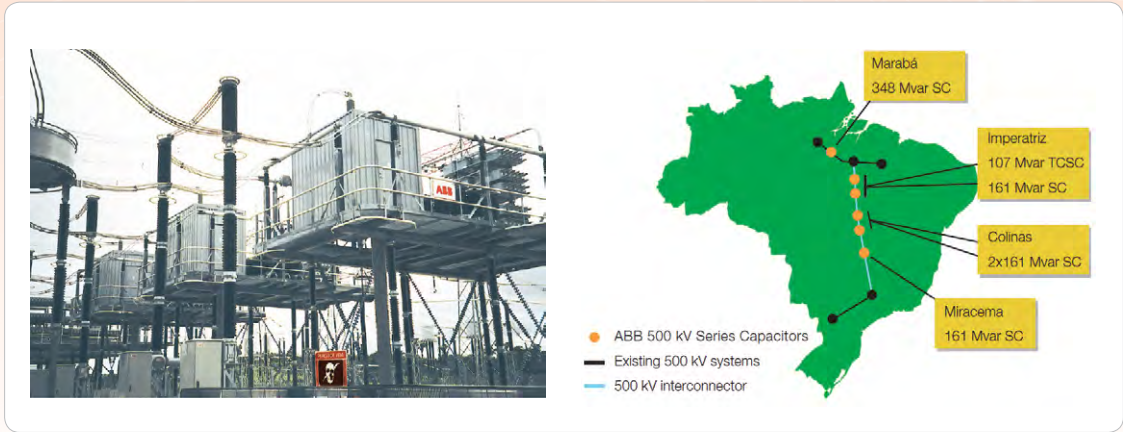 ABB
Marabá
348 Mvar SC
Imperatriz
107 Mvar TCSC
161 Mvar SC
Colinas
2x161 Mvar SC
Miracema
161 Mvar SC
ABB 500 kV Series Capacitors
Existing 500 kV systems
500 kV interconnector